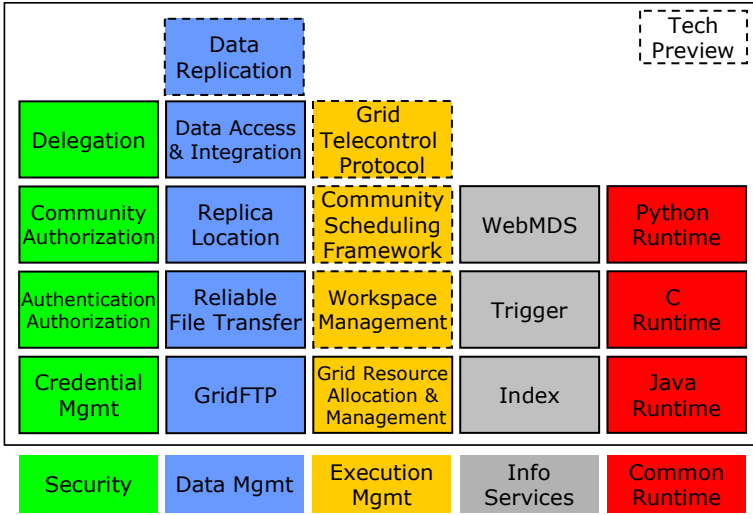 Tech
Preview
Data
Replication
Delegation
Data Access
& Integration
Grid
Telecontrol
Protocol
Community
Authorization
Replica
Location
Community
Scheduling
Framework
WebMDS
Python
Runtime
Authentication
Authorization
Reliable
File Transfer
Workspace
Management
Trigger
C
Runtime
Credential
Mgmt
GridFTP
Grid Resource
Allocation &
Management
Index
Java
Runtime
Security
Data Mgmt
Execution
Mgmt
Info
Services
Common
Runtime